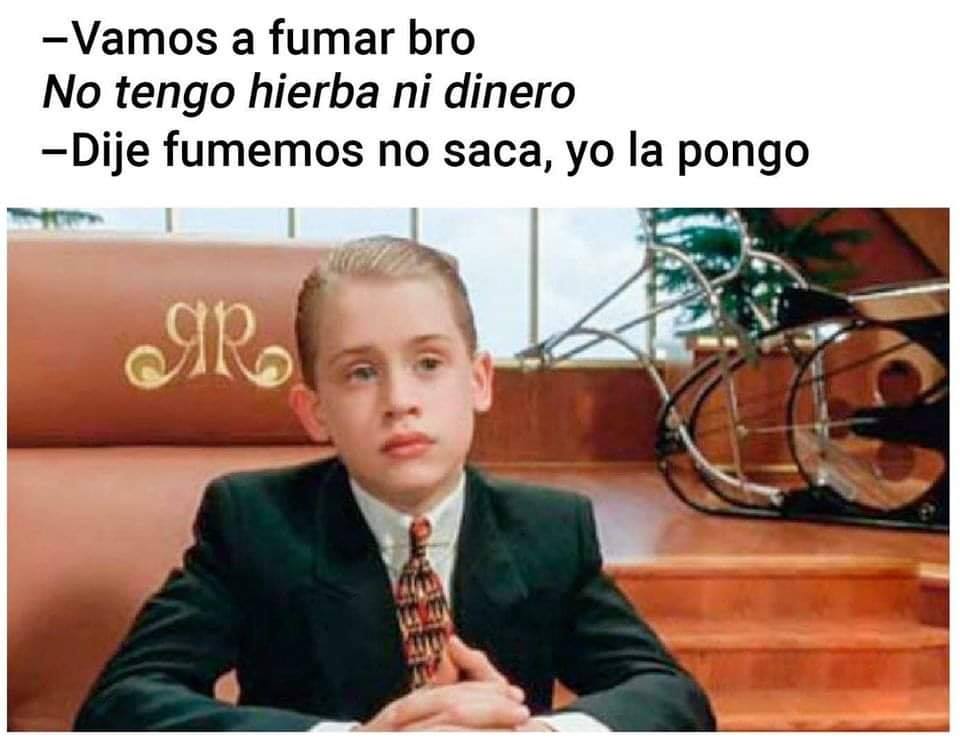 –Vamos a fumar bro
No tengo hierba ni dinero
–Dije fumemos no saca, yo la pongo
RR